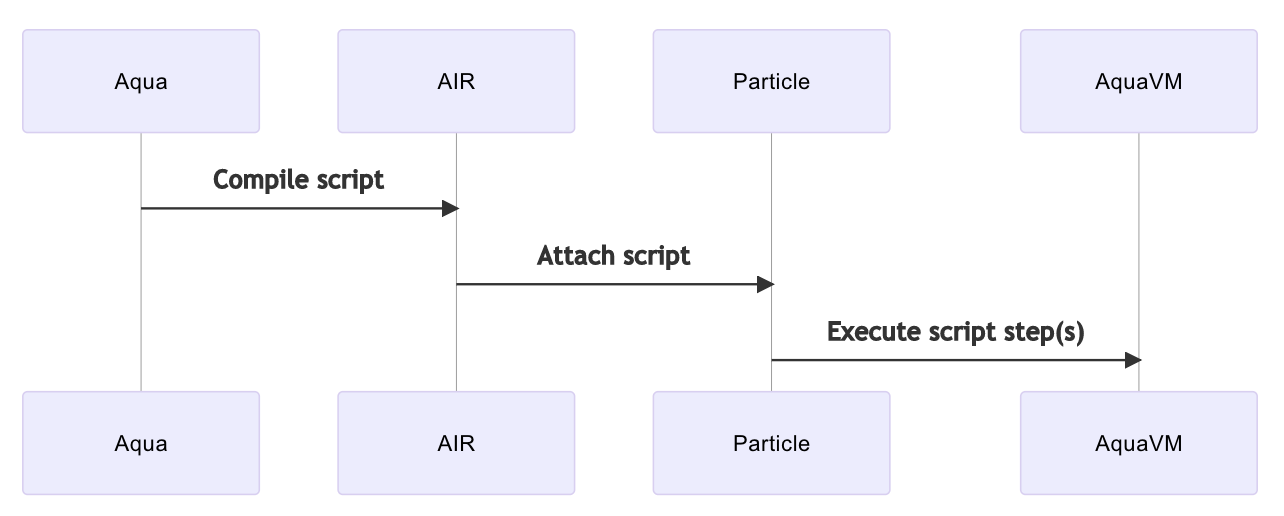 Aqua
AIR
Particle
AquaVM
Compile script
Attach script
Execute script step(s)
Aqua
AIR
Particle
AquaVM